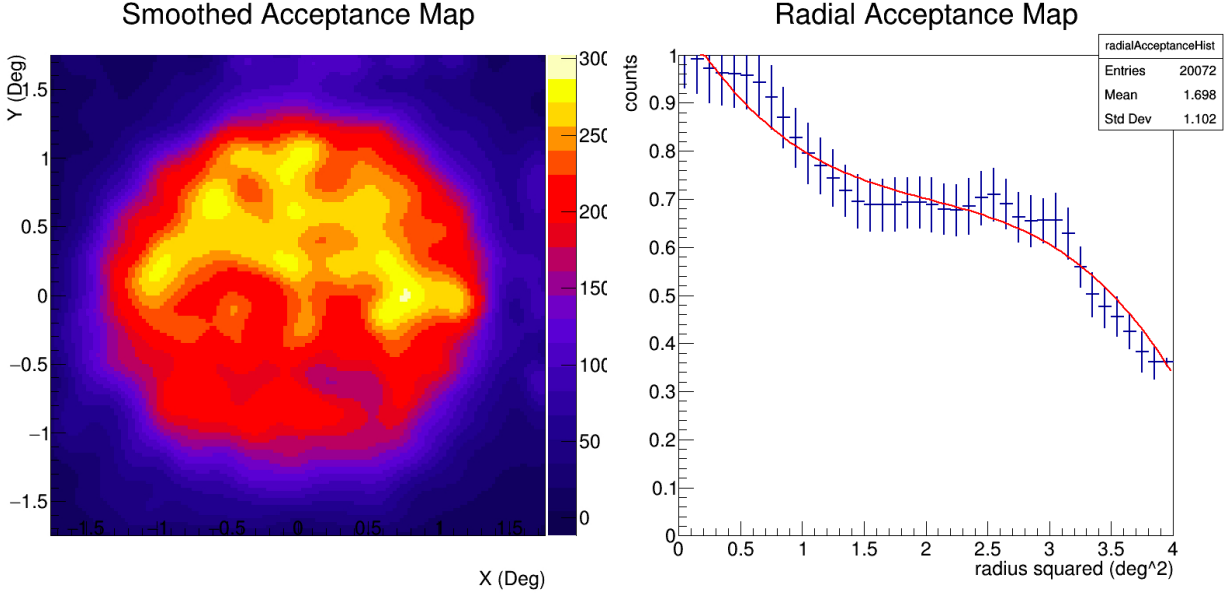 Smoothed Acceptance Map
Y (Deg)
1.5
1
0.5
0
−0.5
−1
−1.5
−1.5
−0.5
0
0.5
1
1.5
X (Deg)
300
250
200
150
100
50
0
Radial Acceptance Map
radialAcceptanceHist
Entries 20072
Mean 1.698
Std Dev 1.102
counts
1
0.9
0.8
0.7
0.6
0.5
0.4
0.3
0.2
0.1
0
0 0.5 1 1.5 2 2.5 3 3.5 4
radius squared (deg^2)